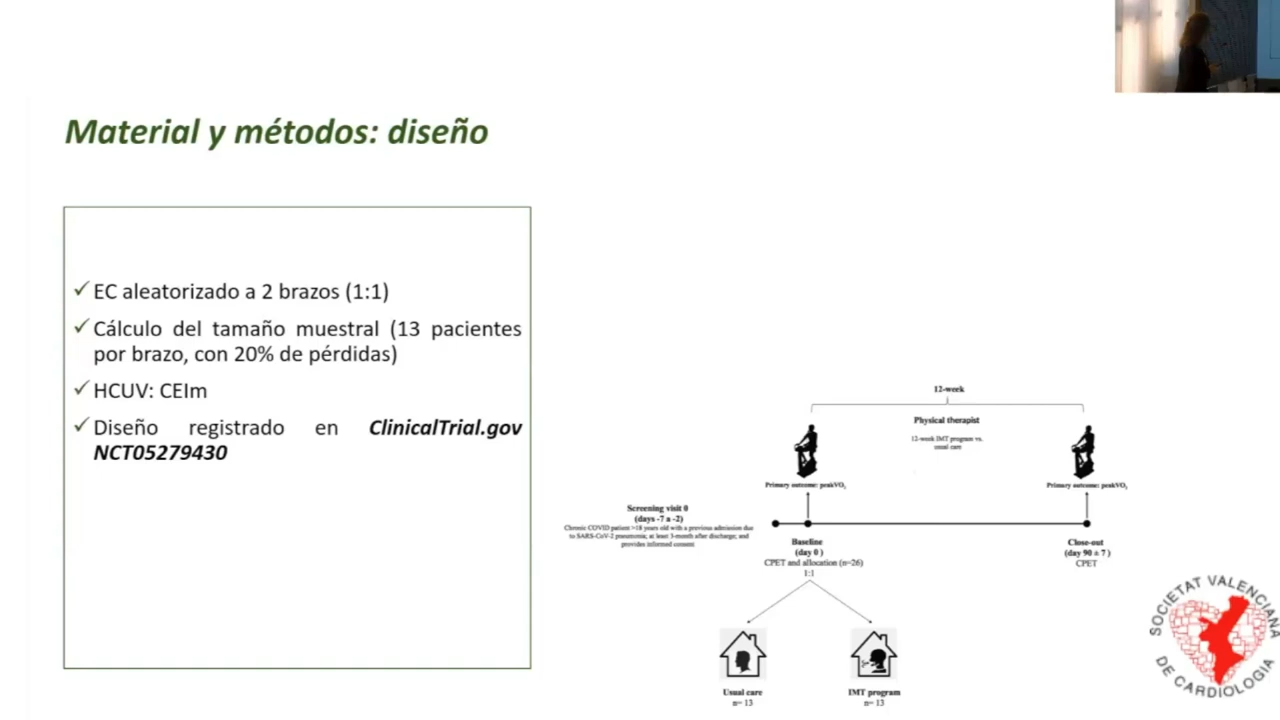 Material y métodos: diseño
✓ EC aleatorizado a 2 brazos (1:1)
✓ Cálculo del tamaño muestral (13 pacientes
por brazo, con 20% de pérdidas)
✓ HCUV: CEIm
✓ Diseño registrado en ClinicalTrial.gov
NCT05279430
12-week
Physical therapist
12-week IMT program vs.
usual care
Primary outcome: peakVO₂
Primary outcome: peakVO₂
Screening visit 0
(days -7 a -2)
Chronic COVID patient >18 years old with a previous admission due
to SARS-CoV-2 pneumonia; at least 3-month after discharge; and
provides informed consent
Baseline
(day 0 )
CPET and allocation (n=26)
1:1
Close-out
(day 90 ± 7 )
CPET
Usual care
n= 13
IMT program
n= 13
SOCIETAT VALENCIANA
DE CARDIOLOGIA